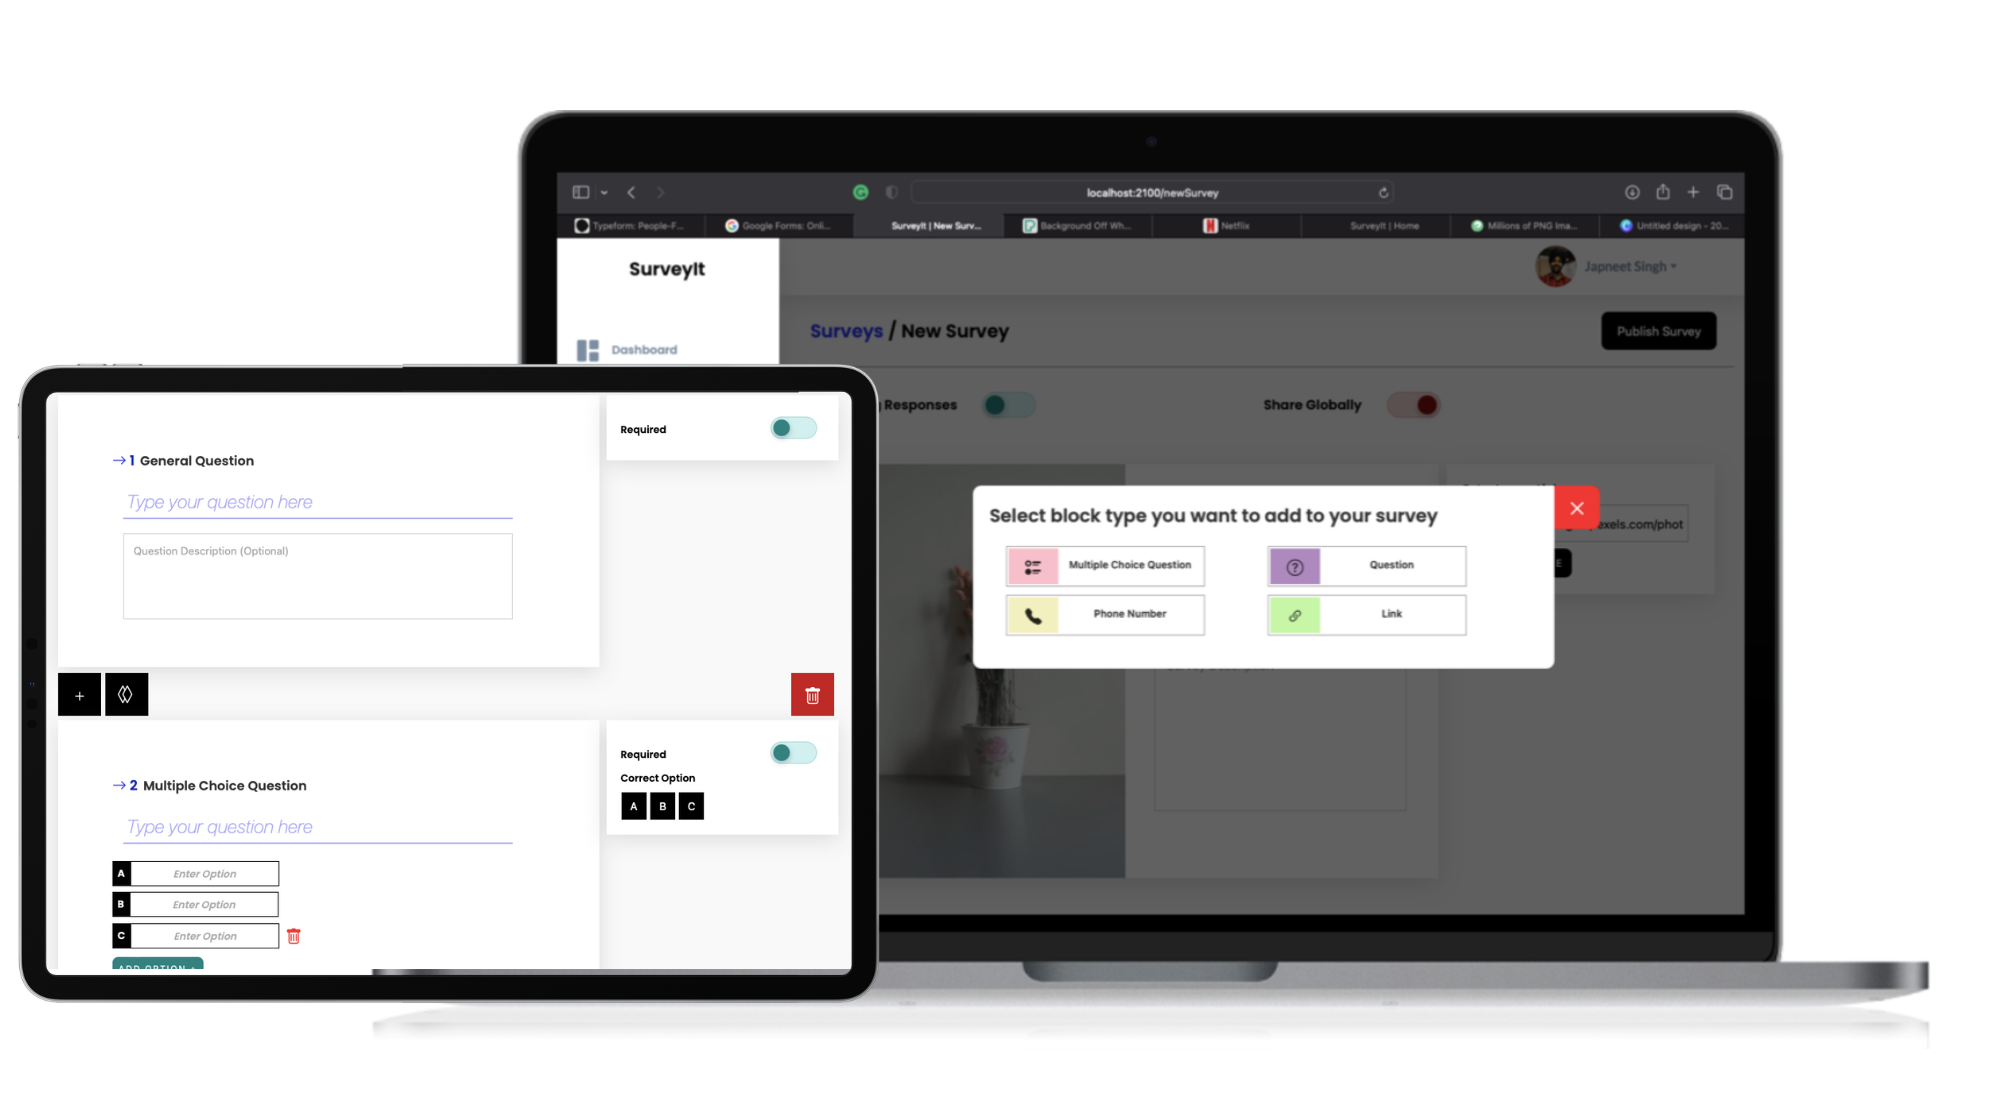 localhost:2100/newSurvey
Typeform: People-F...
Google Forms: Onli...
SurveyIt | New Surv...
Background Off Wh...
Netflix
SurveyIt | Home
Millions of PNG Ima...
Untitled design - 20...
SurveyIt
Japneet Singh
Surveys / New Survey
Publish Survey
Dashboard
Responses
Share Globally
Select block type you want to add to your survey
Multiple Choice Question
Question
Phone Number
Link
exels.com/phot
E
Required
→ 1 General Question
Type your question here
Question Description (Optional)
+
Required
Correct Option
A B C
→ 2 Multiple Choice Question
Type your question here
A Enter Option
B Enter Option
C Enter Option
ADD OPTION +